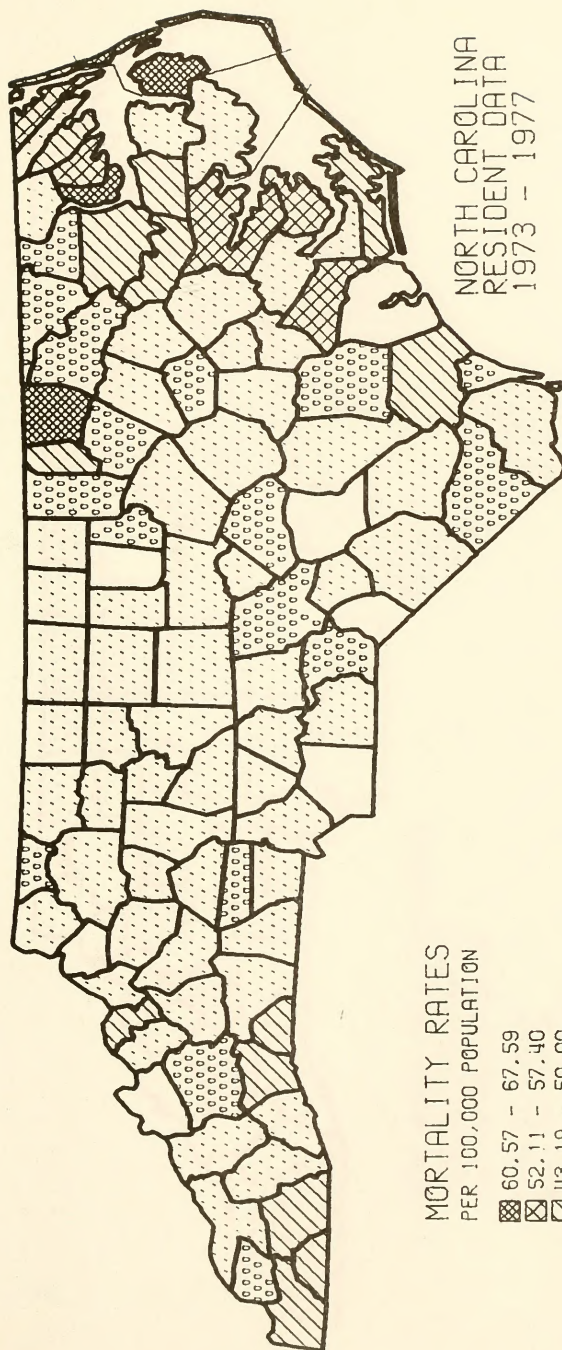 NORTH CAROLINA
RESIDENT DATA
1973 - 1977
MORTALITY RATES
PER 100,000 POPULATION
60.57 - 67.59
52.11 - 57.40